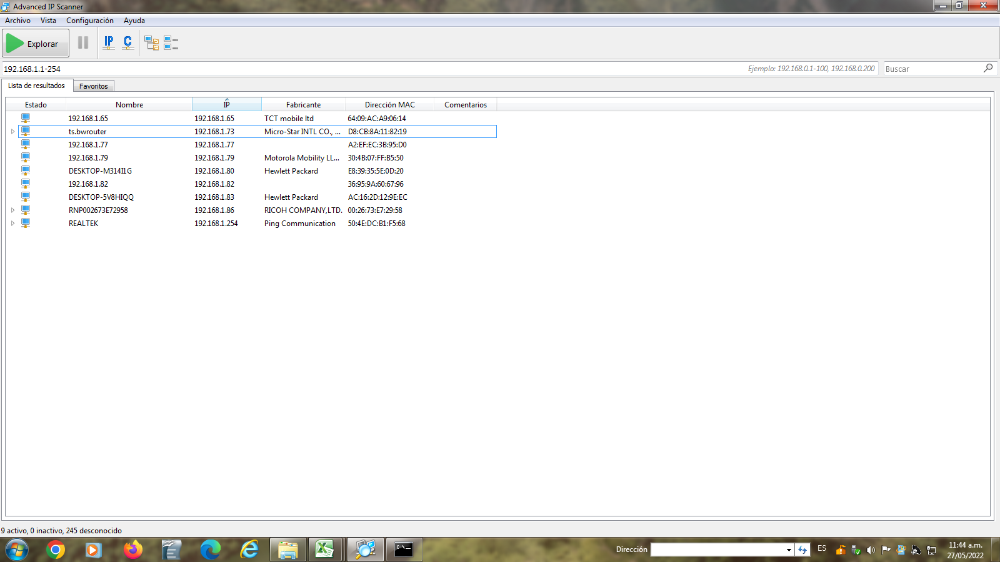 Advanced IP Scanner
Archivo Vista Configuración Ayuda
Explorar IP C
192.168.1.1-254 Ejemplo: 192.168.0.1-100, 192.168.0.200 Buscar
Lista de resultados Favoritos
Estado Nombre IP Fabricante Dirección MAC Comentarios
192.168.1.65 192.168.1.65 TCT mobile ltd 64:09:AC:A9:06:14
ts.bwrouter 192.168.1.73 Micro-Star INTL CO., ... D8:CB:8A:11:82:19
192.168.1.77 192.168.1.77 A2:EF:EC:3B:95:D0
192.168.1.79 192.168.1.79 Motorola Mobility LL... 30:4B:07:FF:B5:50
DESKTOP-M314I1G 192.168.1.80 Hewlett Packard E8:39:35:5E:0D:20
192.168.1.82 192.168.1.82 36:95:9A:60:67:96
DESKTOP-5V8HIQQ 192.168.1.83 Hewlett Packard AC:16:2D:12:9E:EC
RNP002673E72958 192.168.1.86 RICOH COMPANY,LTD. 00:26:73:E7:29:58
REALTEK 192.168.1.254 Ping Communication 50:4E:DC:B1:F5:68
9 activo, 0 inactivo, 245 desconocido
Dirección ES 11:44 a.m.
27/05/2022